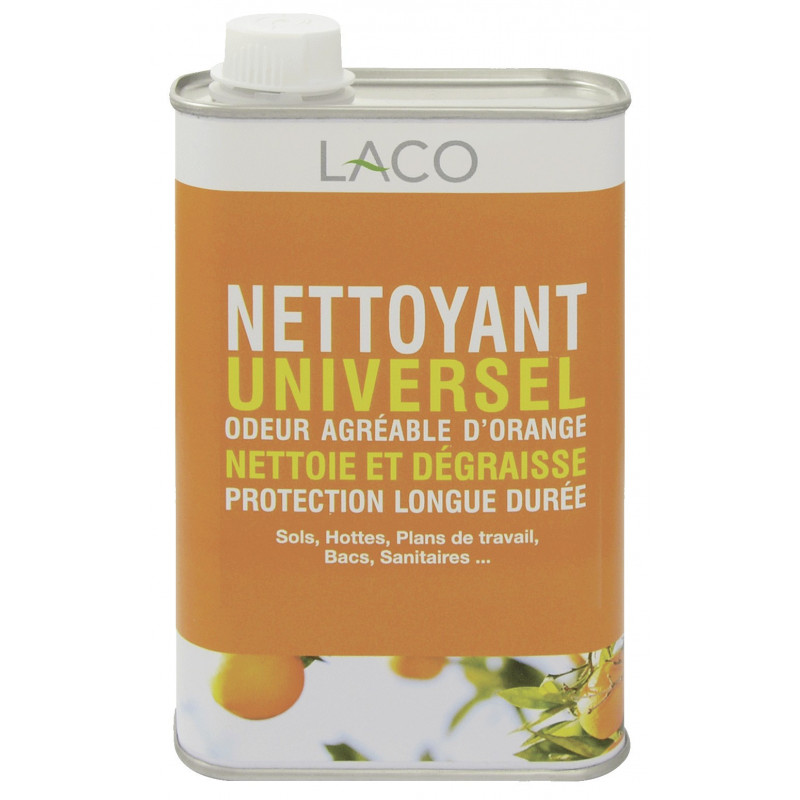 LACO
NETTOYANT
UNIVERSEL
ODEUR AGRÉABLE D'ORANGE
NETTOIE ET DÉGRAISSE
PROTECTION LONGUE DURÉE
Sols, Hottes, Plans de travail,
Bacs, Sanitaires ...